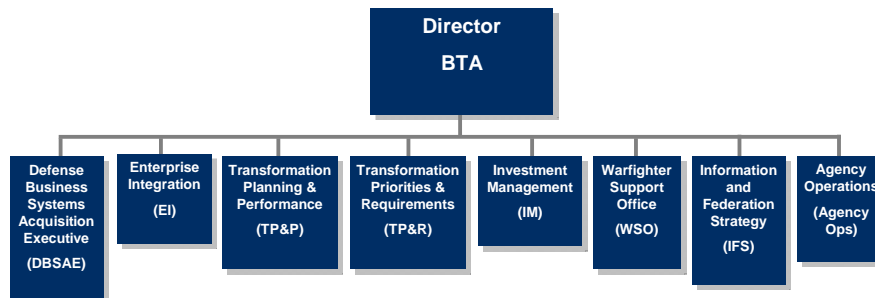 Director
BTA
Defense
Business
Systems
Acquisition
Executive
(DBSAE)
Enterprise
Integration
(EI)
Transformation
Planning &
Performance
(TP&P)
Transformation
Priorities &
Requirements
(TP&R)
Investment
Management
(IM)
Warfighter
Support
Office
(WSO)
Information
and
Federation
Strategy
(IFS)
Agency
Operations
(Agency
Ops)